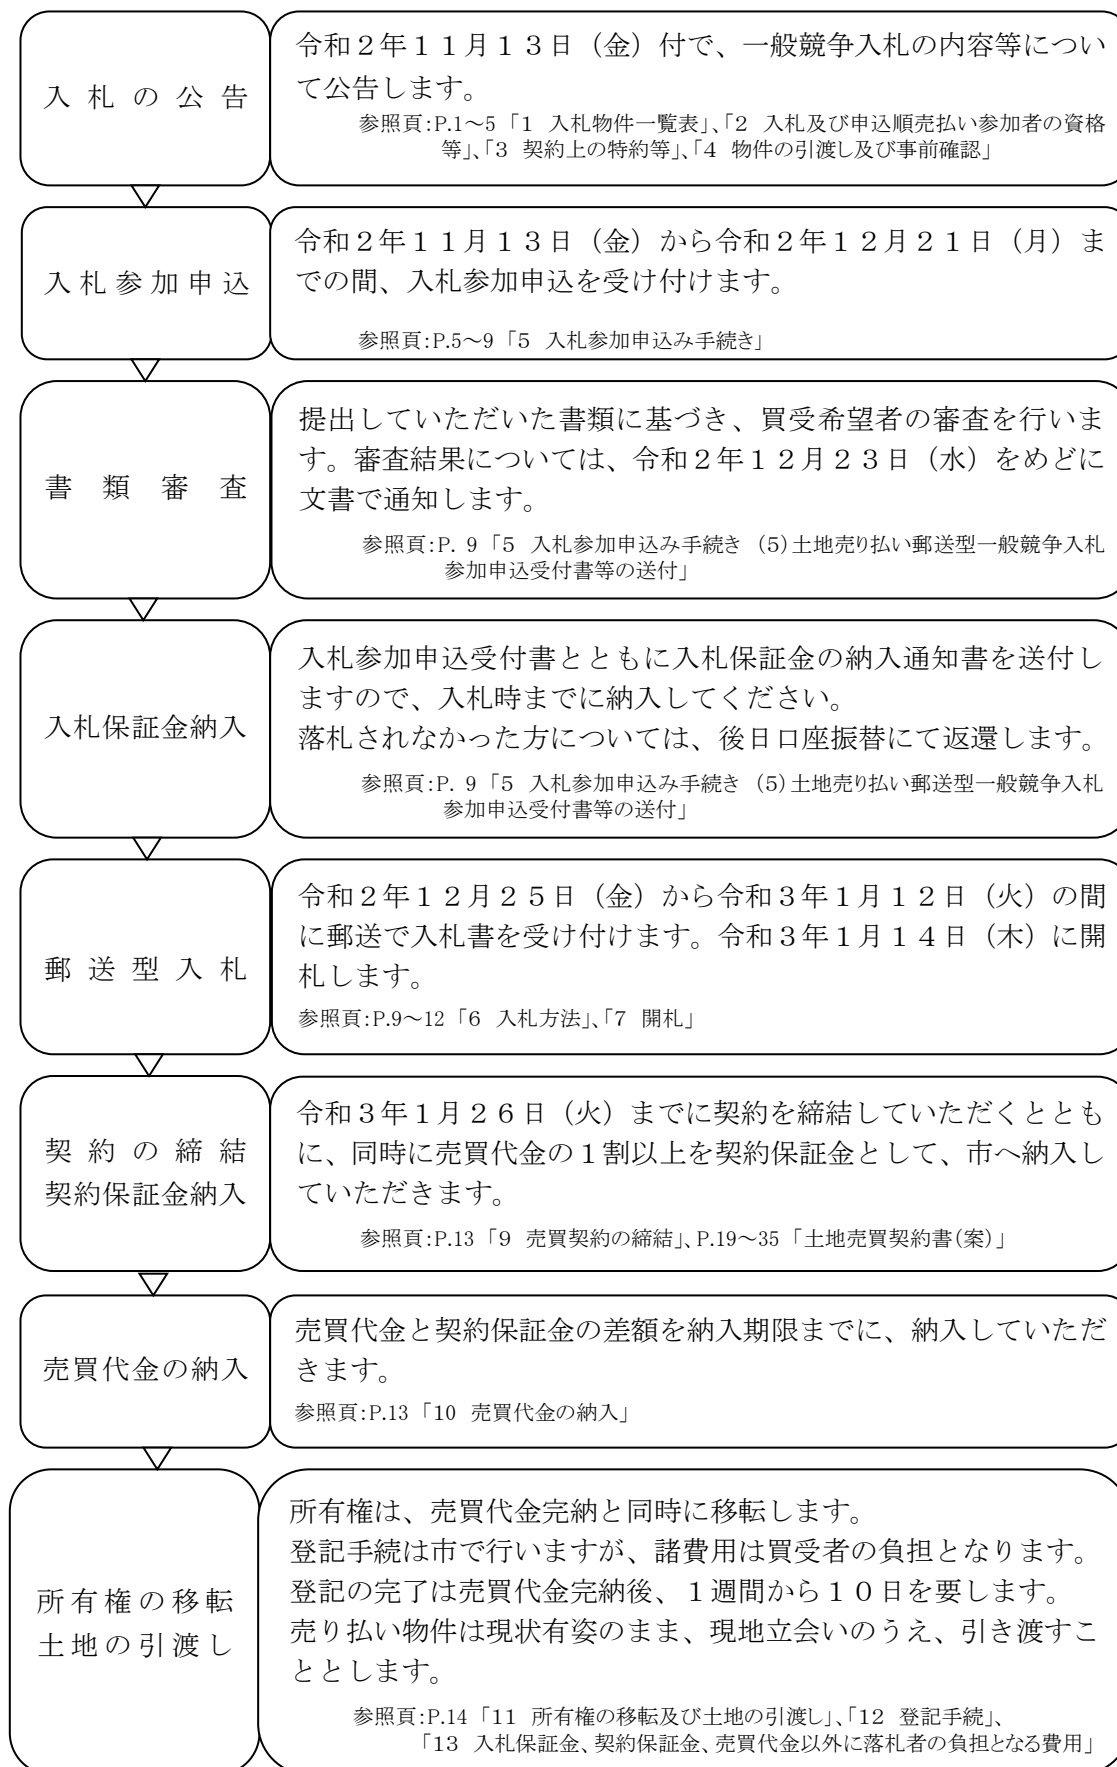 入札の公告
令和２年１１月１３日（金）付で、一般競争入札の内容等につい
て公告します。
参照頁：P.1～5「1 入札物件一覧表」、「2 入札及び申込順売払い参加者の資格
等」、「3 契約上の特約等」、「4 物件の引渡し及び事前確認」
入札参加申込
令和２年１１月１３日（金）から令和２年１２月２１日（月）ま
での間、入札参加申込を受け付けます。
参照頁：P.5～9「5 入札参加申込み手続き」
書類審査
提出していただいた書類に基づき、買受希望者の審査を行いま
す。審査結果については、令和２年１２月２３日（水）をめどに
文書で通知します。
参照頁：P. 9「5 入札参加申込み手続き (5)土地売り払い郵送型一般競争入札
参加申込受付書等の送付」
入札保証金納入
入札参加申込受付書とともに入札保証金の納入通知書を送付し
ますので、入札時までに納入してください。
落札されなかった方については、後日口座振替にて返還します。
参照頁：P. 9「5 入札参加申込み手続き (5)土地売り払い郵送型一般競争入札
参加申込受付書等の送付」
郵送型入札
令和２年１２月２５日（金）から令和３年１月１２日（火）の間
に郵送で入札書を受け付けます。令和３年１月１４日（木）に開
札します。
参照頁：P.9～12「6 入札方法」、「7 開札」
契約の締結
契約保証金納入
令和３年１月２６日（火）までに契約を締結していただくととも
に、同時に売買代金の１割以上を契約保証金として、市へ納入し
ていただきます。
参照頁：P.13「9 売買契約の締結」、P.19～35「土地売買契約書（案）」
売買代金の納入
売買代金と契約保証金の差額を納入期限までに、納入していただ
きます。
参照頁：P.13「10 売買代金の納入」
所有権の移転
土地の引渡し
所有権は、売買代金完納と同時に移転します。
登記手続は市で行いますが、諸費用は買受者の負担となります。
登記の完了は売買代金完納後、１週間から１０日を要します。
売り払い物件は現状有姿のまま、現地立会いのうえ、引き渡すこ
ととします。
参照頁：P.14「11 所有権の移転及び土地の引渡し」、「12 登記手続」、
「13 入札保証金、契約保証金、売買代金以外に落札者の負担となる費用」